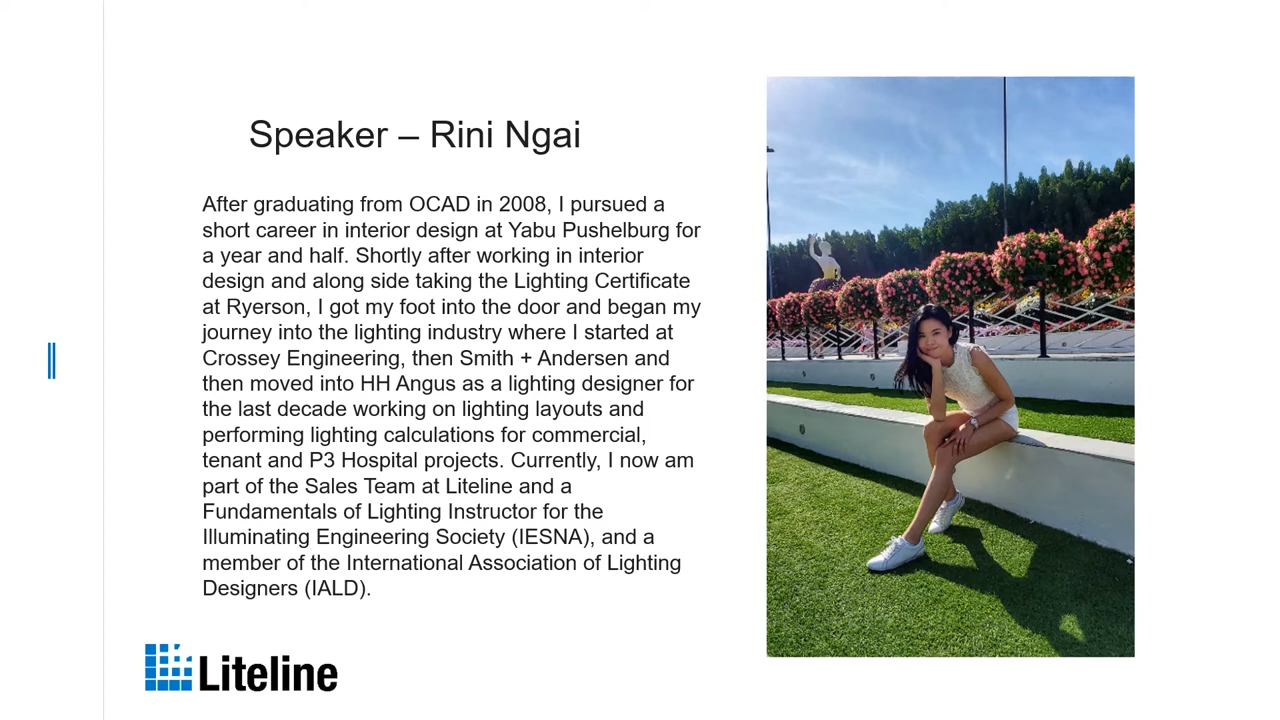 Speaker – Rini Ngai
After graduating from OCAD in 2008, I pursued a
short career in interior design at Yabu Pushelburg for
a year and half. Shortly after working in interior
design and along side taking the Lighting Certificate
at Ryerson, I got my foot into the door and began my
journey into the lighting industry where I started at
Crossey Engineering, then Smith + Andersen and
then moved into HH Angus as a lighting designer for
the last decade working on lighting layouts and
performing lighting calculations for commercial,
tenant and P3 Hospital projects. Currently, I now am
part of the Sales Team at Liteline and a
Fundamentals of Lighting Instructor for the
Illuminating Engineering Society (IESNA), and a
member of the International Association of Lighting
Designers (IALD).
Liteline